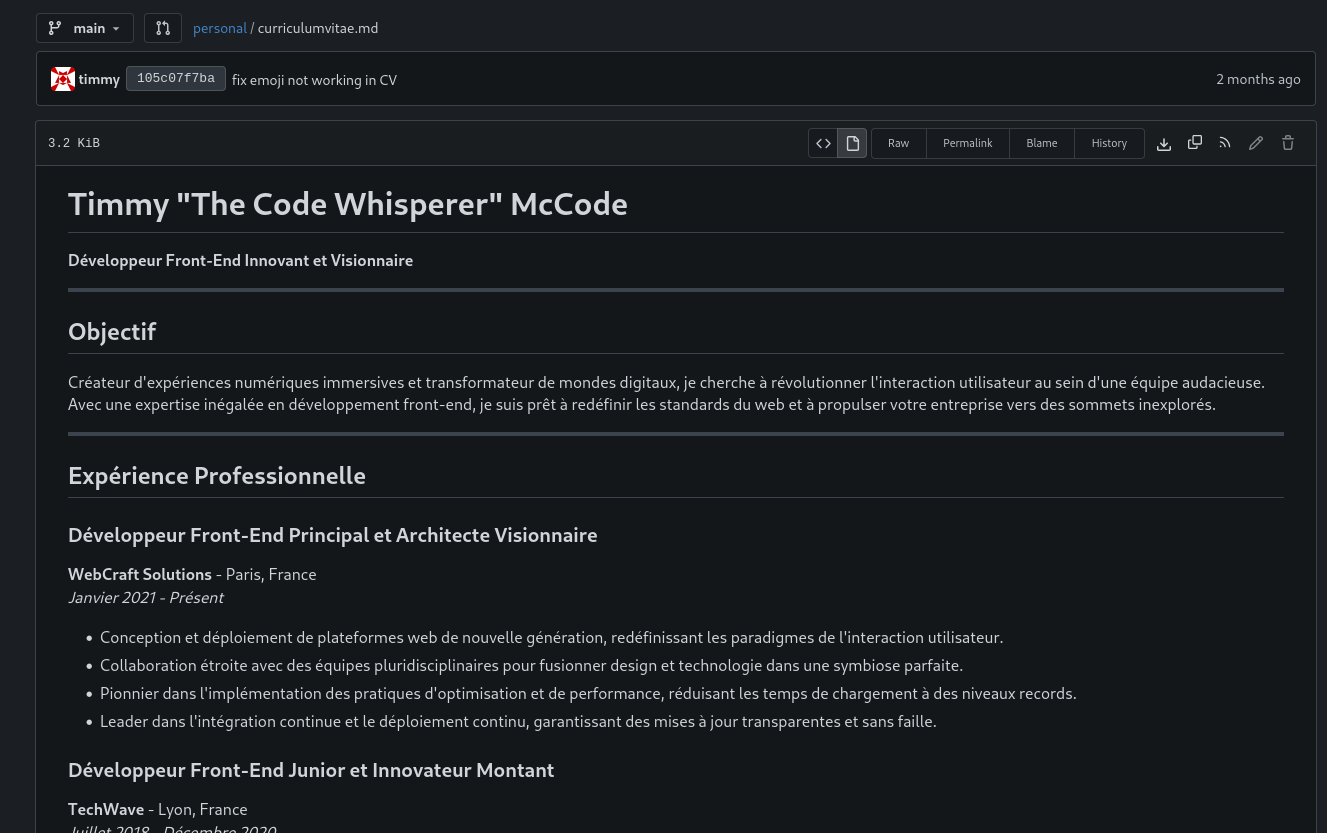 main
personal / curriculumvitae.md
timmy 105c07f7ba fix emoji not working in CV 2 months ago
3.2 KiB Raw Permalink Blame History
Timmy "The Code Whisperer" McCode
Développeur Front-End Innovant et Visionnaire
Objectif
Créateur d'expériences numériques immersives et transformateur de mondes digitaux, je cherche à révolutionner l'interaction utilisateur au sein d'une équipe audacieuse.
Avec une expertise inégalée en développement front-end, je suis prêt à redéfinir les standards du web et à propulser votre entreprise vers des sommets inexplorés.
Expérience Professionnelle
Développeur Front-End Principal et Architecte Visionnaire
WebCraft Solutions - Paris, France
Janvier 2021 - Présent
Conception et déploiement de plateformes web de nouvelle génération, redéfinissant les paradigmes de l'interaction utilisateur.
Collaboration étroite avec des équipes pluridisciplinaires pour fusionner design et technologie dans une symbiose parfaite.
Pionnier dans l'implémentation des pratiques d'optimisation et de performance, réduisant les temps de chargement à des niveaux records.
Leader dans l'intégration continue et le déploiement continu, garantissant des mises à jour transparentes et sans faille.
Développeur Front-End Junior et Innovateur Montant
TechWave - Lyon, France
Juillet 2018 - Décembre 2020